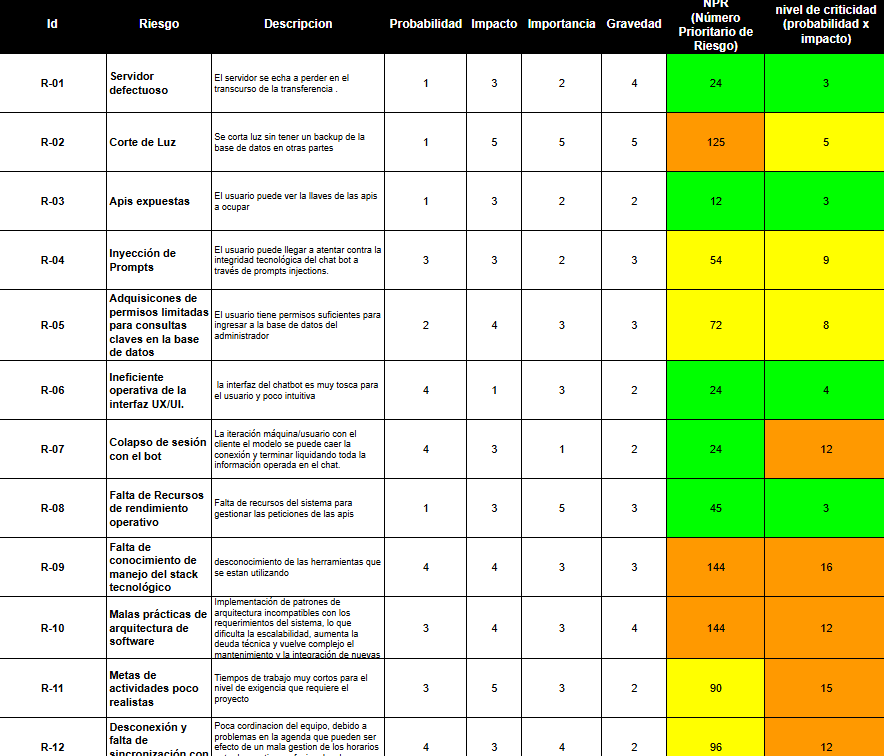 Id Riesgo Descripcion Probabilidad Impacto Importancia Gravedad NPR (Número Prioritario de Riesgo) nivel de criticidad (probabilidad x impacto)
R-01
Servidor
defectuoso
El servidor se echa a perder en el
transcurso de la transferencia .
1 3 2 4 24 3
R-02
Corte de Luz
Se corta luz sin tener un backup de la
base de datos en otras partes
1 5 5 5 125 5
R-03
Apis expuestas
El usuario puede ver la llaves de las apis
a ocupar
1 3 2 2 12 3
R-04
Inyección de
Prompts
El usuario puede llegar a atentar contra la
integridad tecnológica del chat bot a
través de prompts injections.
3 3 2 3 54 9
R-05
Adquisicones de
permisos limitadas
para consultas
claves en la base
de datos
El usuario tiene permisos suficientes para
ingresar a la base de datos del
administrador
2 4 3 3 72 8
R-06
Ineficiente
operativa de la
interfaz UX/UI.
la interfaz del chatbot es muy tosca para
el usuario y poco intuitiva
4 1 3 2 24 4
R-07
Colapso de sesión
con el bot
La iteración máquina/usuario con el
cliente el modelo se puede caer la
conexión y terminar liquidando toda la
información operada en el chat.
4 3 1 2 24 12
R-08
Falta de Recursos
de rendimiento
operativo
Falta de recursos del sistema para
gestionar las peticiones de las apis
1 3 5 3 45 3
R-09
Falta de
conocimiento de
manejo del stack
tecnológico
desconocimiento de las herramientas que
se estan utilizando
4 4 3 3 144 16
R-10
Malas prácticas de
arquitectura de
software
Implementación de patrones de
arquitectura incompatibles con los
requerimientos del sistema, lo que
dificulta la escalabilidad, aumenta la
deuda técnica y vuelve complejo el
mantenimiento y la integración de nuevas
3 4 3 4 144 12
R-11
Metas de
actividades poco
realistas
Tiempos de trabajo muy cortos para el
nivel de exigencia que requiere el
proyecto
3 5 3 2 90 15
R-12
Desconexión y
falta de
sincronización con
Poca cordinacion del equipo, debido a
problemas en la agenda que pueden ser
efecto de un mala gestion de los horarios
4 3 4 2 96 12